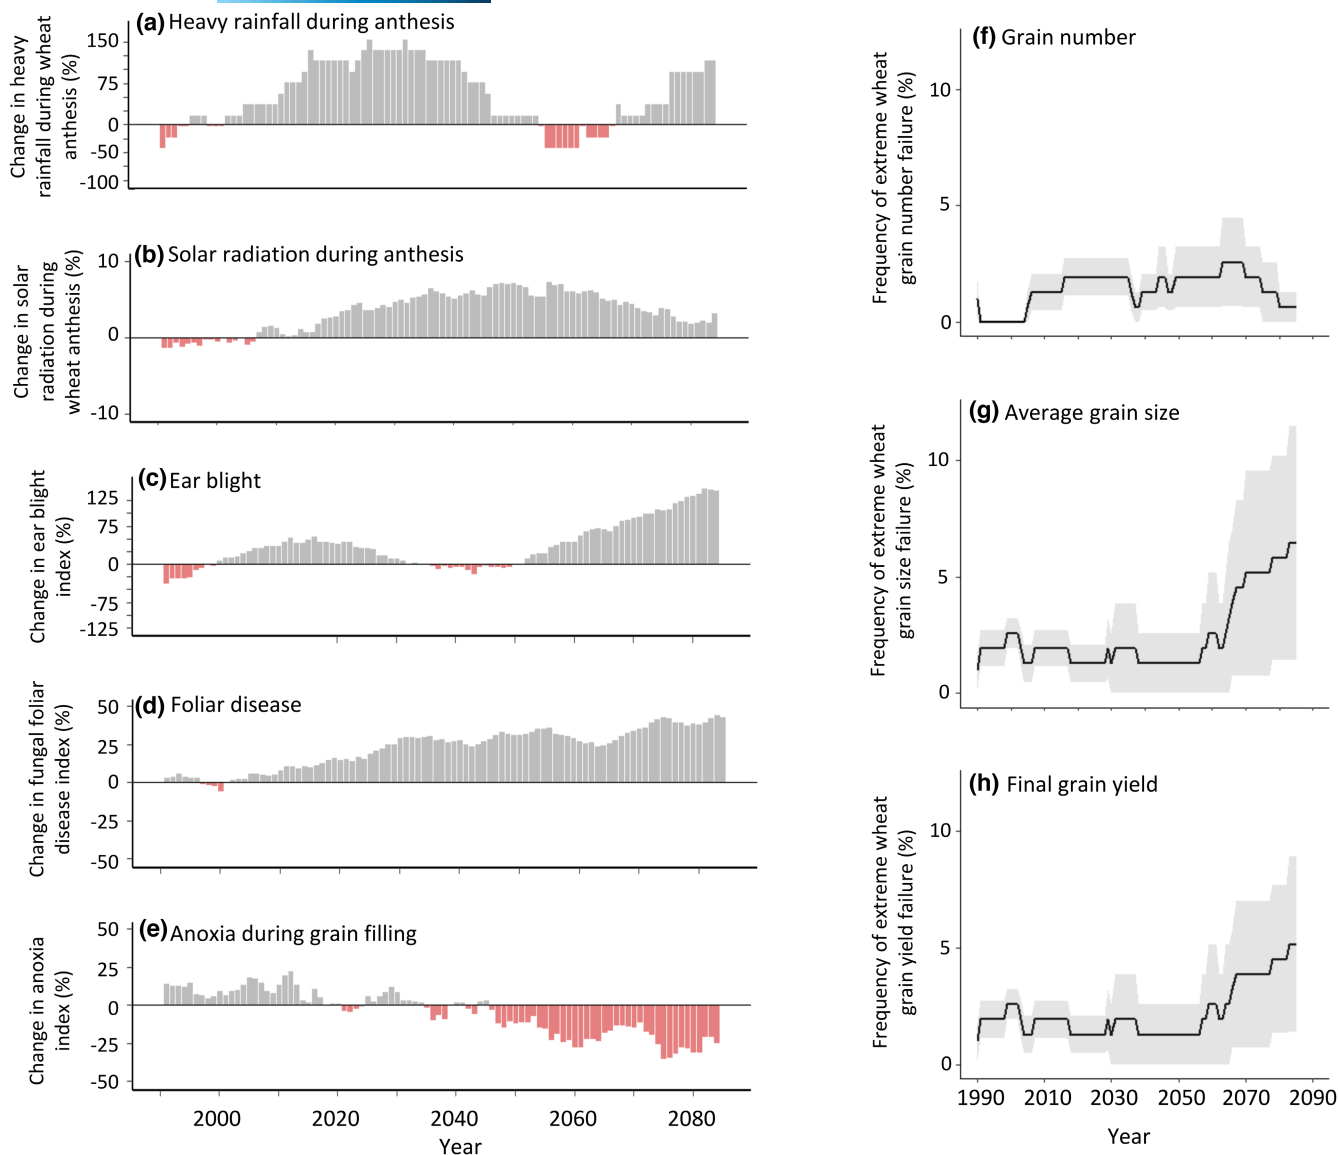 (a) Heavy rainfall during anthesis
Change in heavy
rainfall during wheat
anthesis (%)
150
75
0
-50
-100
(b) Solar radiation during anthesis
Change in solar
radiation during
wheat anthesis (%)
10
0
-10
(c) Ear blight
Change in ear blight
index (%)
125
75
0
-75
-125
(d) Foliar disease
Change in fungal foliar
disease index (%)
50
25
0
-25
-50
(e) Anoxia during grain filling
Change in anoxia
index (%)
50
25
0
-25
-50
2000 2020 2040 2060 2080
Year
(f) Grain number
Frequency of extreme wheat
grain number failure (%)
10
5
0
(g) Average grain size
Frequency of extreme wheat
grain size failure (%)
10
5
0
(h) Final grain yield
Frequency of extreme wheat
grain yield failure (%)
10
5
0
1990 2010 2030 2050 2070 2090
Year